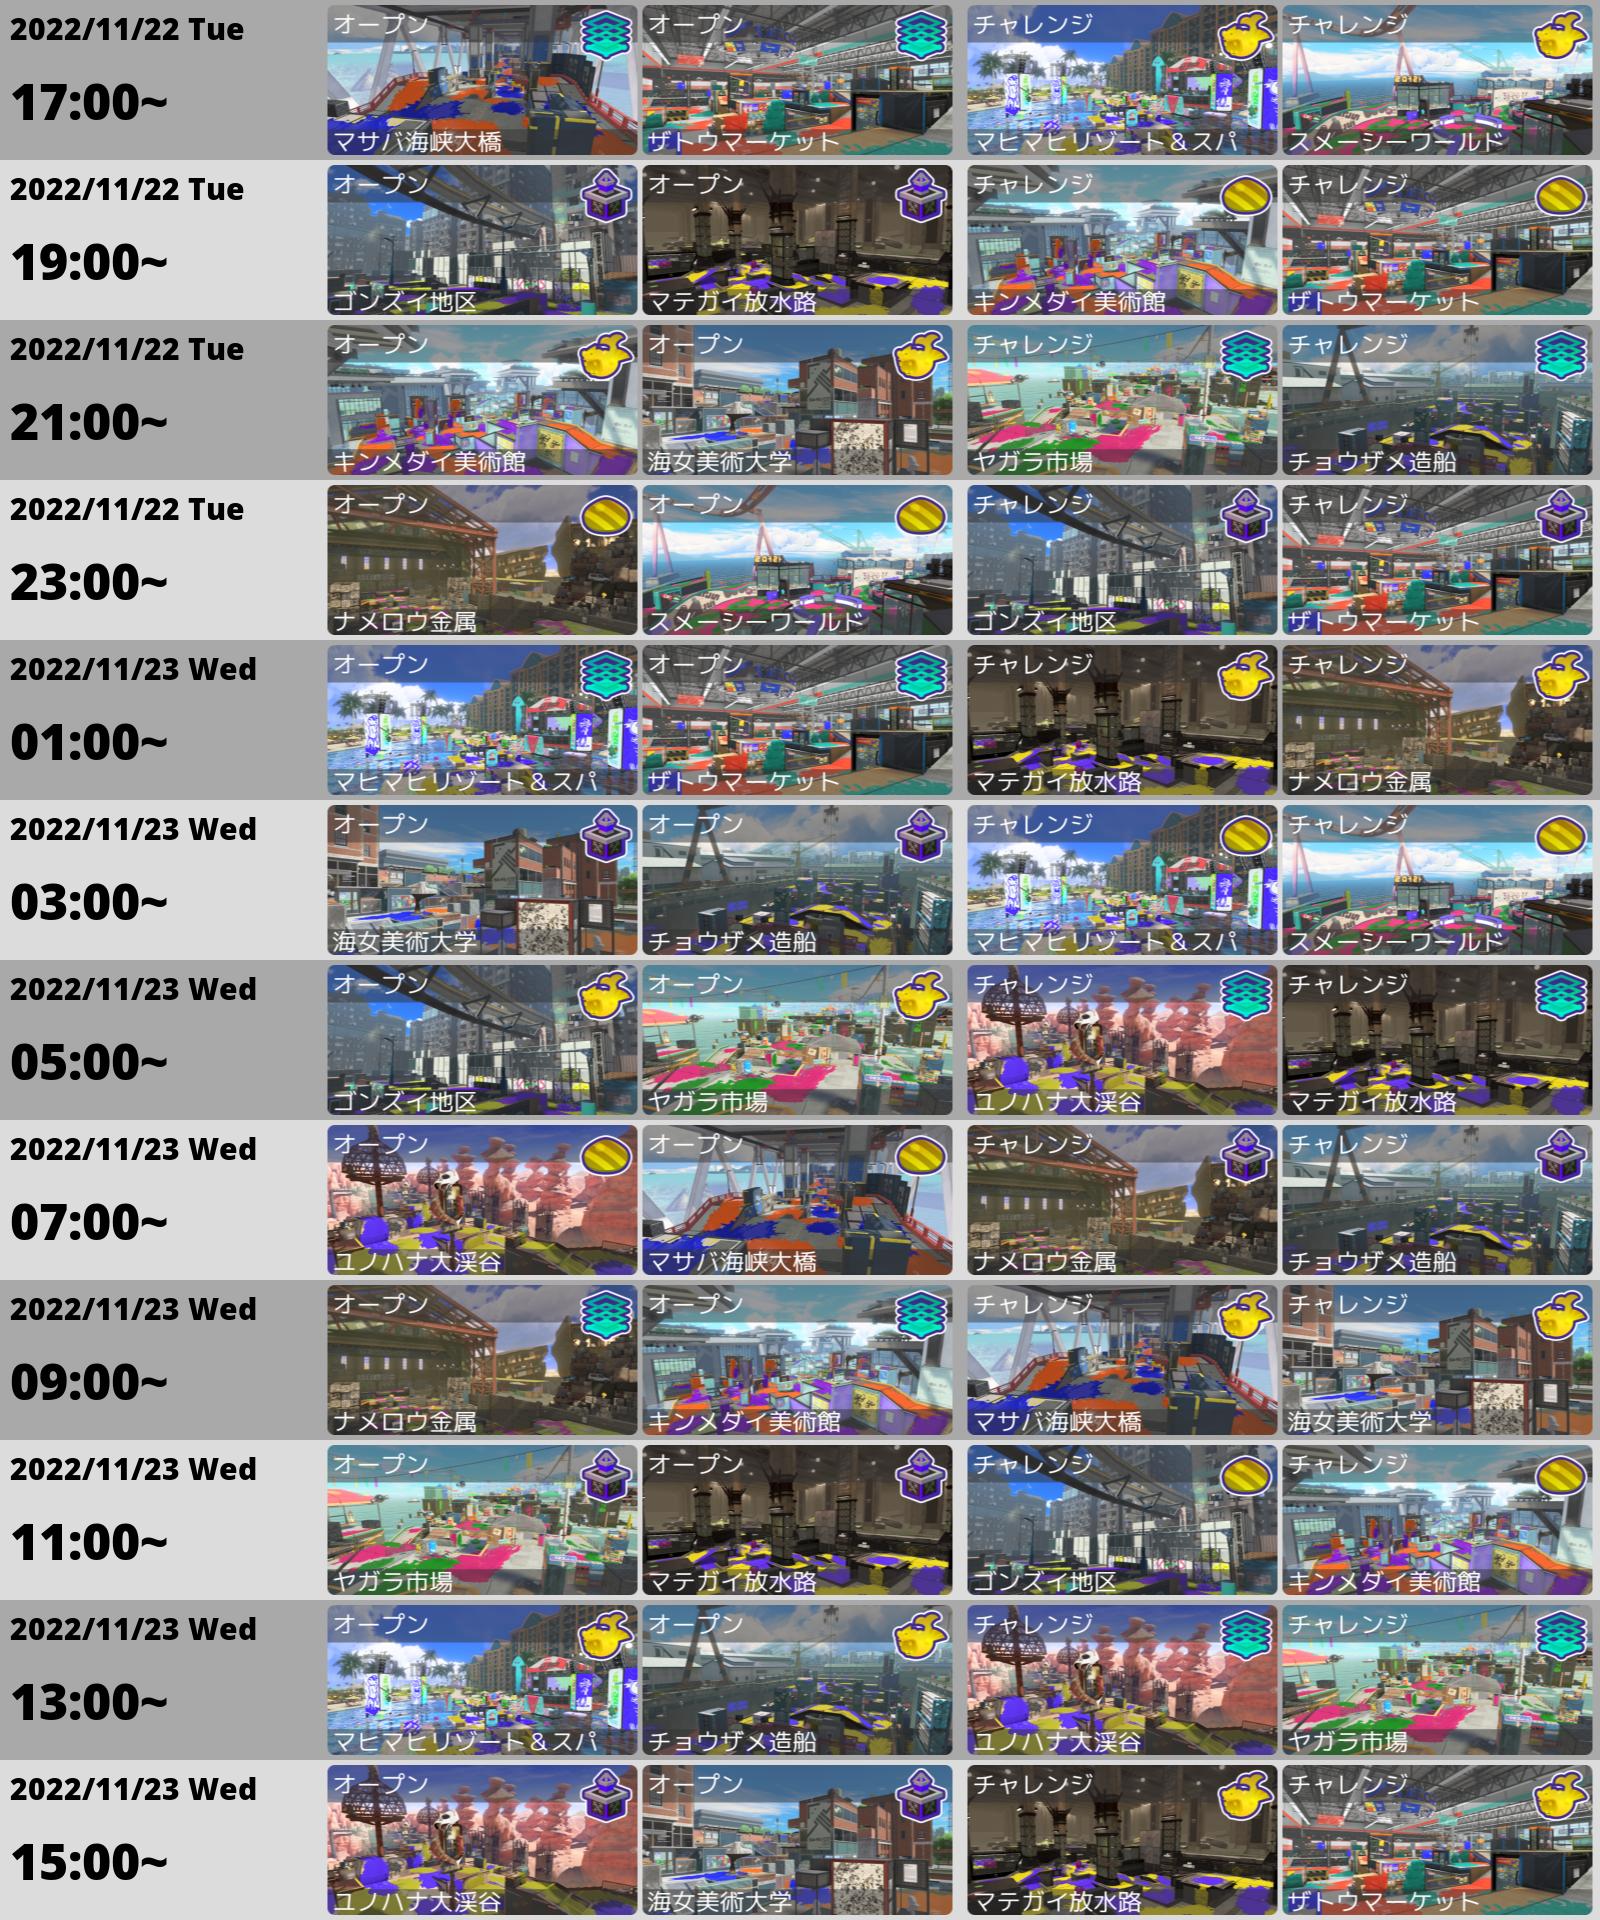 2022/11/22 Tue
17:00~
オープン
マサバ海峡大橋
オープン
ザトウマーケット
チャレンジ
マヒマヒリゾート＆スパ
チャレンジ
スメーシーワールド
2022/11/22 Tue
19:00~
オープン
ゴンズイ地区
オープン
マテガイ放水路
チャレンジ
キンメダイ美術館
チャレンジ
ザトウマーケット
2022/11/22 Tue
21:00~
オープン
キンメダイ美術館
オープン
海女美術大学
チャレンジ
ヤガラ市場
チャレンジ
チョウザメ造船
2022/11/22 Tue
23:00~
オープン
ナメロウ金属
オープン
スメーシーワールド
チャレンジ
ゴンズイ地区
チャレンジ
ザトウマーケット
2022/11/23 Wed
01:00~
オープン
マヒマヒリゾート＆スパ
オープン
ザトウマーケット
チャレンジ
マテガイ放水路
チャレンジ
ナメロウ金属
2022/11/23 Wed
03:00~
オープン
海女美術大学
オープン
チョウザメ造船
チャレンジ
マヒマヒリゾート＆スパ
チャレンジ
スメーシーワールド
2022/11/23 Wed
05:00~
オープン
ゴンズイ地区
オープン
ヤガラ市場
チャレンジ
ユノハナ大渓谷
チャレンジ
マテガイ放水路
2022/11/23 Wed
07:00~
オープン
ユノハナ大渓谷
オープン
マサバ海峡大橋
チャレンジ
ナメロウ金属
チャレンジ
チョウザメ造船
2022/11/23 Wed
09:00~
オープン
ナメロウ金属
オープン
キンメダイ美術館
チャレンジ
マサバ海峡大橋
チャレンジ
海女美術大学
2022/11/23 Wed
11:00~
オープン
ヤガラ市場
オープン
マテガイ放水路
チャレンジ
ゴンズイ地区
チャレンジ
キンメダイ美術館
2022/11/23 Wed
13:00~
オープン
マヒマヒリゾート＆スパ
オープン
チョウザメ造船
チャレンジ
ユノハナ大渓谷
チャレンジ
ヤガラ市場
2022/11/23 Wed
15:00~
オープン
ユノハナ大渓谷
オープン
海女美術大学
チャレンジ
マテガイ放水路
チャレンジ
ザトウマーケット